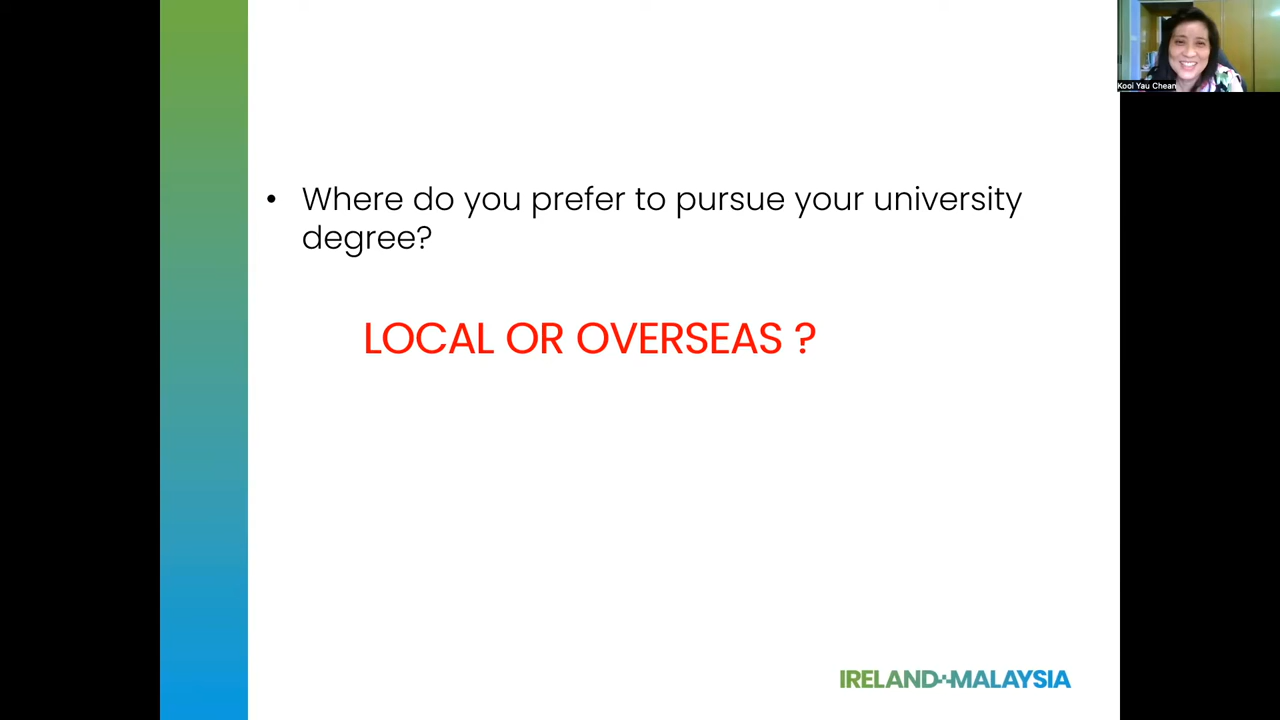 Kooi Yau Chean
• Where do you prefer to pursue your university
degree?
LOCAL OR OVERSEAS ?
IRELAND MALAYSIA